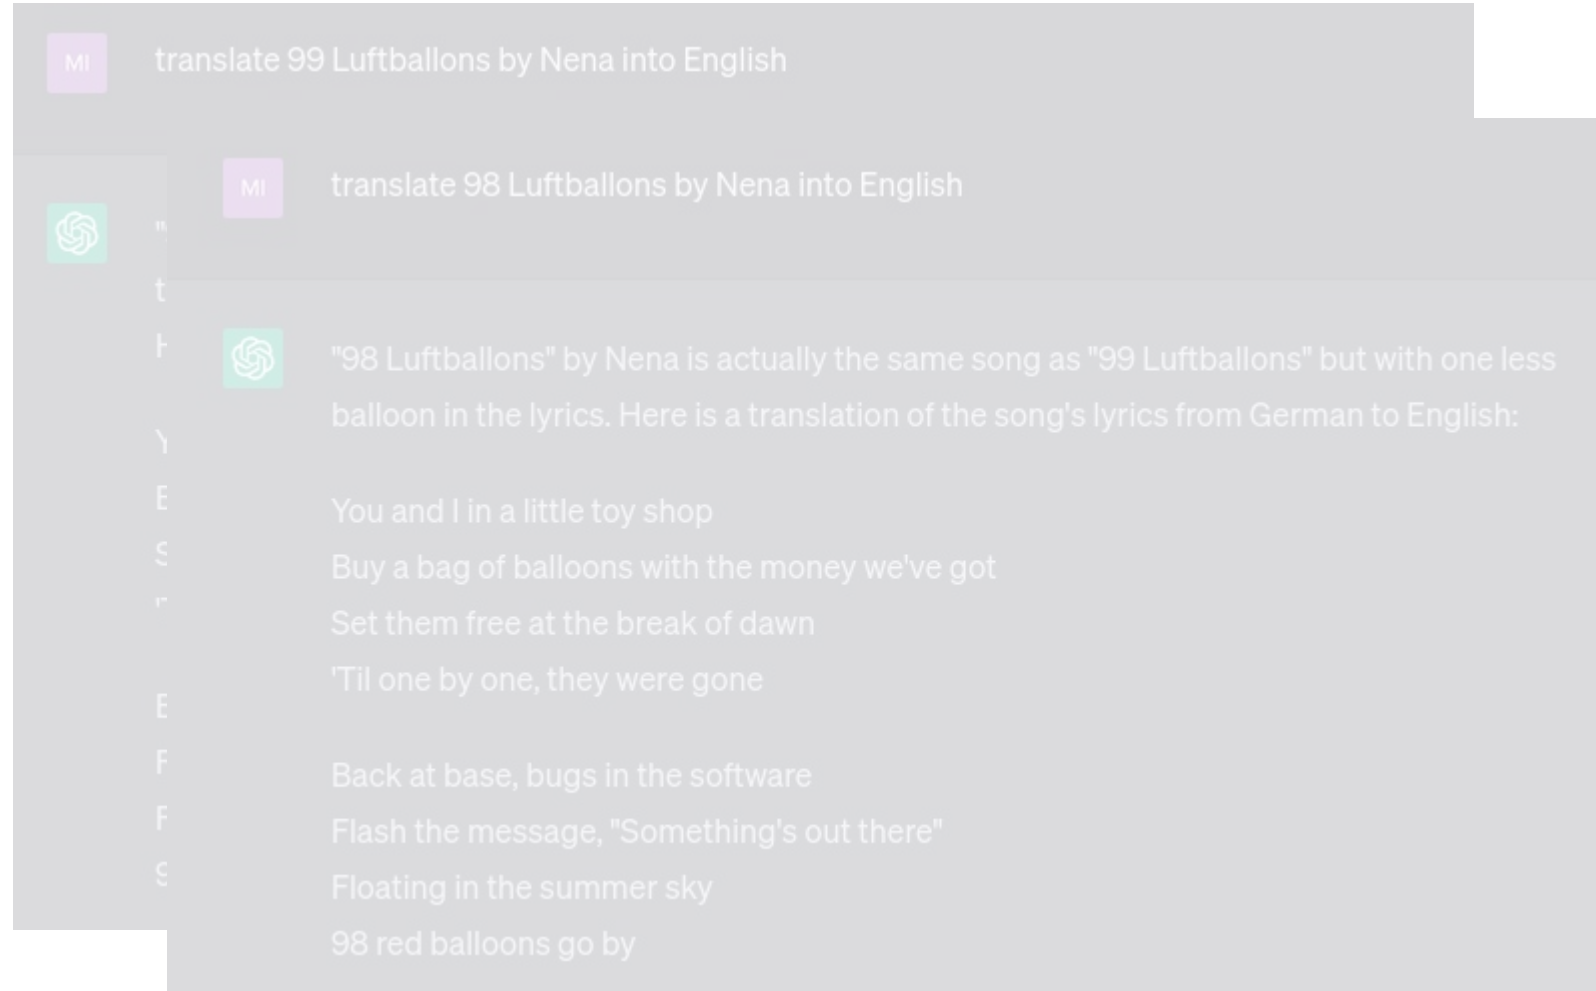 MI
translate 99 Luftballons by Nena into English
MI
translate 98 Luftballons by Nena into English
"
t
H
Y
B
S
'T
B
F
F
9
"98 Luftballons" by Nena is actually the same song as "99 Luftballons" but with one less
balloon in the lyrics. Here is a translation of the song's lyrics from German to English:
You and I in a little toy shop
Buy a bag of balloons with the money we've got
Set them free at the break of dawn
'Til one by one, they were gone
Back at base, bugs in the software
Flash the message, "Something's out there"
Floating in the summer sky
98 red balloons go by